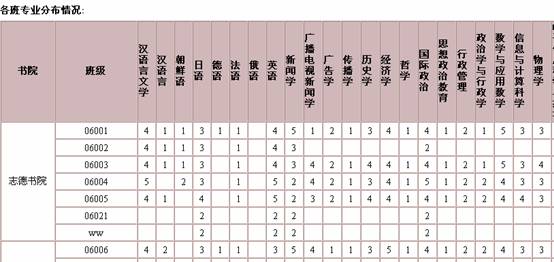 各班专业分布情况:
书院 班级 汉语言文学 汉语言 朝鲜语 日语 德语 法语 俄语 英语 新闻学 广播电视新闻学 广告学 传播学 历史学 经济学 哲学 国际政治 思想政治教育 行政管理 政治学与行政学 数学与应用数学 信息与计算科学 物理学
志德书院
06001 4 1 1 3 1 1 4 5 1 2 1 3 4 1 4 1 2 1 5 3 3
06002 4 1 1 3 1 4 3 2
06003 4 1 1 3 1 4 3 4 2 1 4 4 1 4 1 2 1 5 3 4
06004 5 2 3 1 5 2 4 2 1 3 4 1 5 1 2 2 4 3 3
06005 4 1 4 1 5 2 3 2 1 4 4 1 4 1 2 2 4 4 3
06021 2 2 2 2
ww 2 2 2 2
06006 4 2 3 1 1 3 5 4 1 1 3 5 1 4 1 2 2 4 3 3